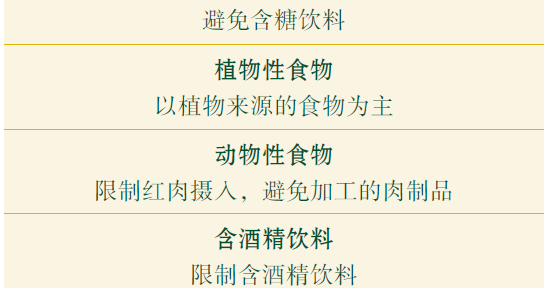 避免含糖饮料
植物性食物
以植物来源的食物为主
动物性食物
限制红肉摄入，避免加工的肉制品
含酒精饮料
限制含酒精饮料